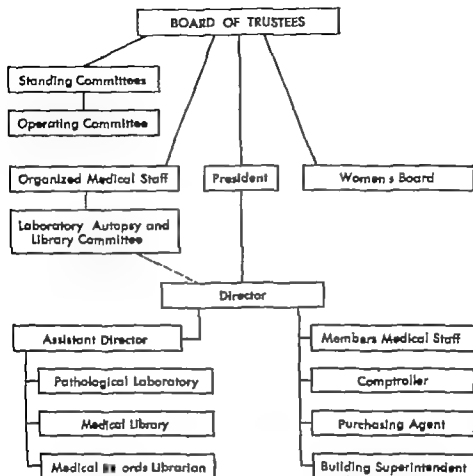 BOARD OF TRUSTEES
Standing Committees
Operating Committee
Organized Medical Staff
President
Women's Board
Laboratory Autopsy and
Library Committee
Director
Assistant Director
Members Medical Staff
Pathological Laboratory
Comptroller
Medical Library
Purchasing Agent
Medical ords Librarian
Building Superintendent